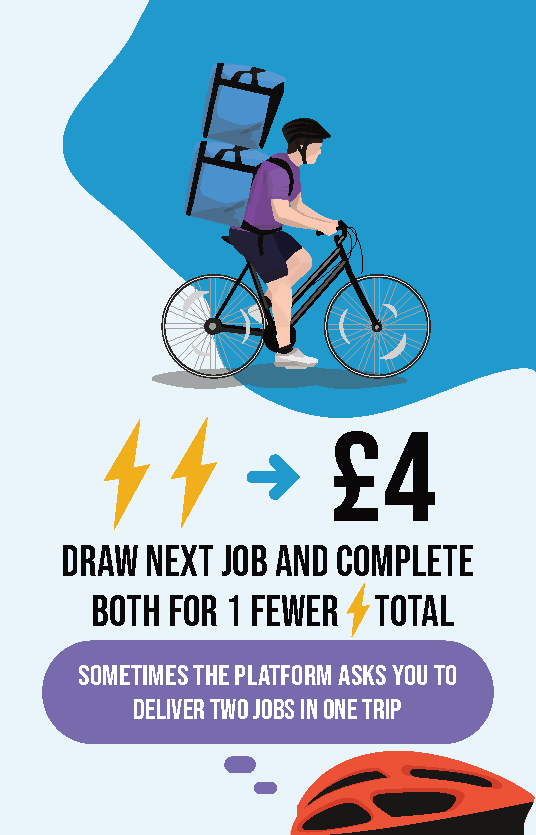 £4
DRAW NEXT JOB AND COMPLETE
BOTH FOR 1 FEWER TOTAL
SOMETIMES THE PLATFORM ASKS YOU TO
DELIVER TWO JOBS IN ONE TRIP